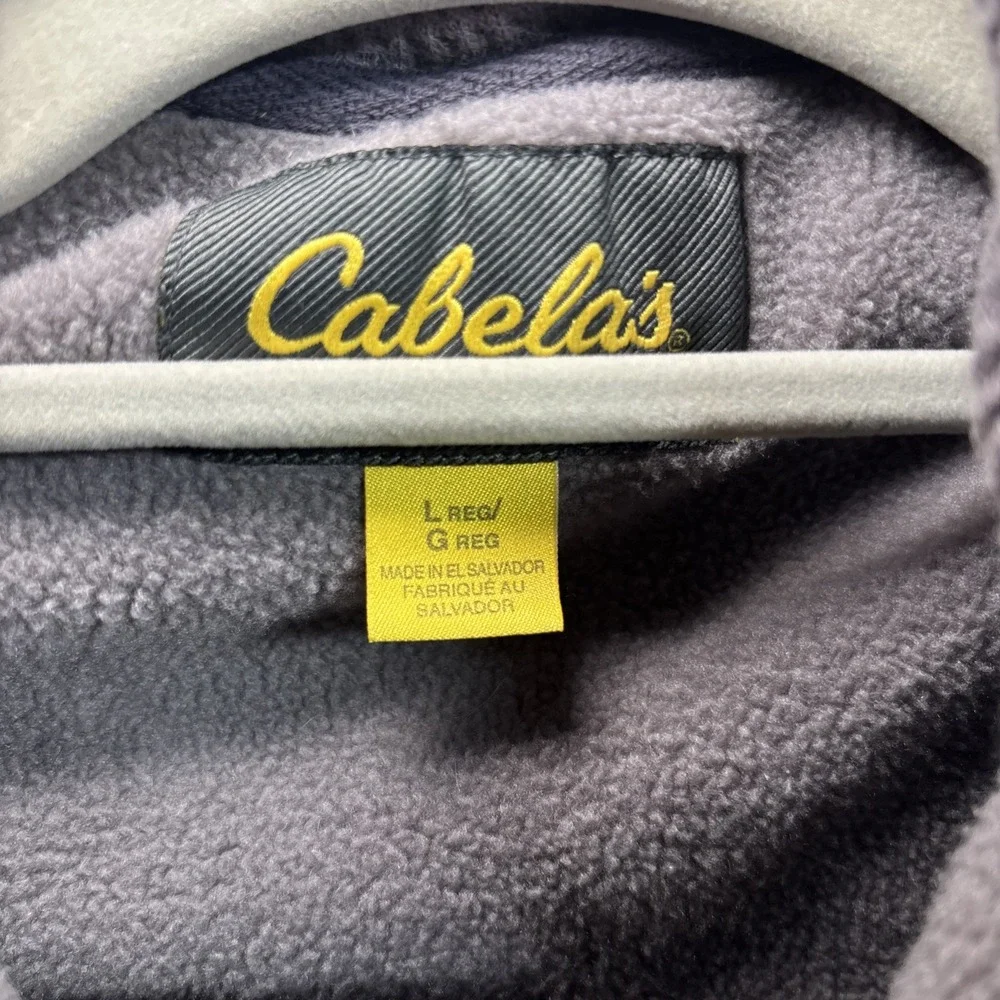 Cabela's®
L REG/
G REG
MADE IN EL SALVADOR
FABRIQUÉ AU
SALVADOR